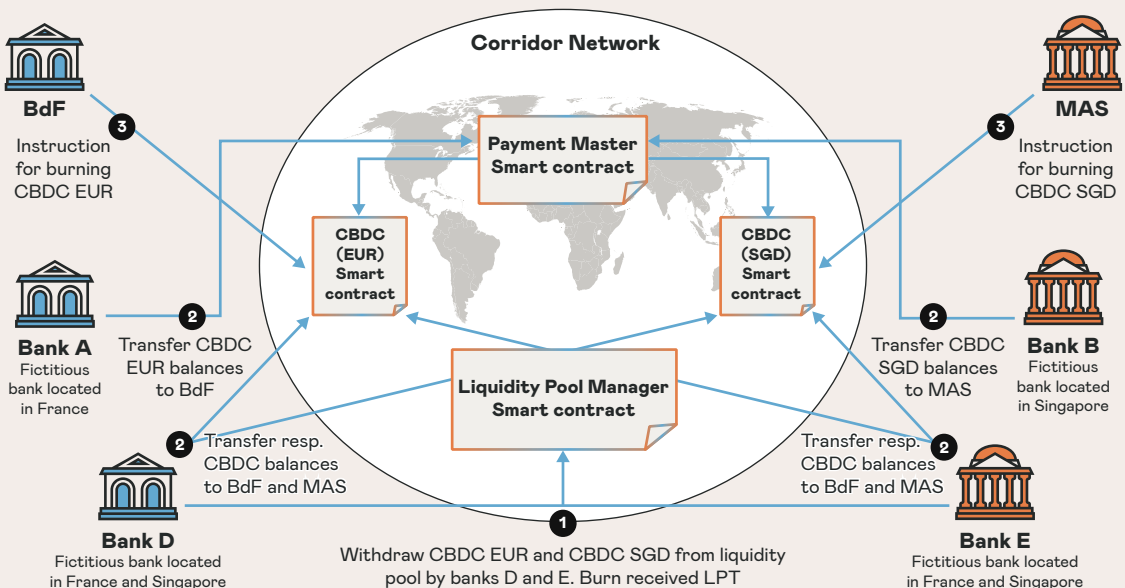 Corridor Network
BdF
3
Instruction
for burning
CBDC EUR
MAS
3
Instruction
for burning
CBDC SGD
Payment Master
Smart contract
CBDC
(EUR)
Smart
contract
CBDC
(SGD)
Smart
contract
Bank A
Fictitious
bank located
in France
2
Transfer CBDC
EUR balances
to BdF
2
Transfer CBDC
SGD balances
to MAS
Bank B
Fictitious
bank located
in Singapore
Liquidity Pool Manager
Smart contract
2
Transfer resp.
CBDC balances
to BdF and MAS
Transfer resp.
CBDC balances
to BdF and MAS
2
Bank D
Fictitious bank located
in France and Singapore
1
Withdraw CBDC EUR and CBDC SGD from liquidity
pool by banks D and E. Burn received LPT
Bank E
Fictitious bank located
in France and Singapore